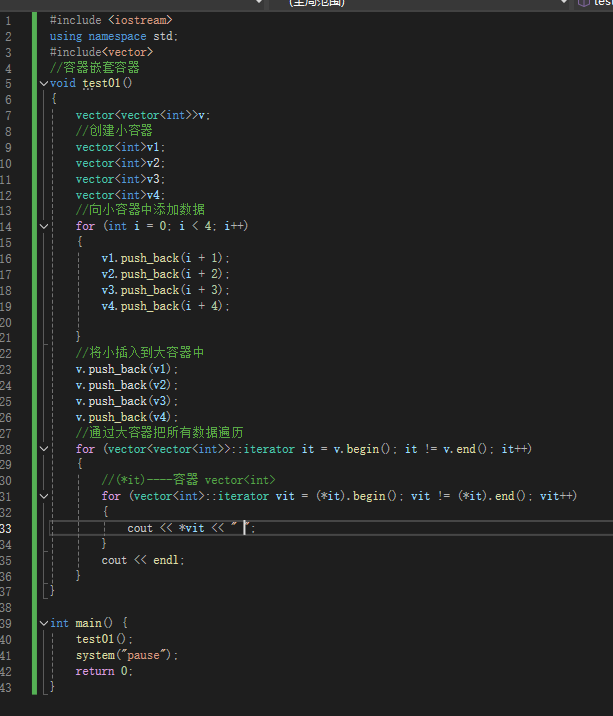 (全局范围)
1 #include <iostream>
2 using namespace std;
3 #include<vector>
4 //容器嵌套容器
5 void test01()
6 {
7 vector<vector<int>>v;
8 //创建小容器
9 vector<int>v1;
10 vector<int>v2;
11 vector<int>v3;
12 vector<int>v4;
13 //向小容器中添加数据
14 for (int i = 0; i < 4; i++)
15 {
16 v1.push_back(i + 1);
17 v2.push_back(i + 2);
18 v3.push_back(i + 3);
19 v4.push_back(i + 4);
20
21 }
22 //将小插入到大容器中
23 v.push_back(v1);
24 v.push_back(v2);
25 v.push_back(v3);
26 v.push_back(v4);
27 //通过大容器把所有数据遍历
28 for (vector<vector<int>>::iterator it = v.begin(); it != v.end(); it++)
29 {
30 //(*it)----容器 vector<int>
31 for (vector<int>::iterator vit = (*it).begin(); vit != (*it).end(); vit++)
32 {
33 cout << *vit << " ";
34 }
35 cout << endl;
36 }
37 }
38
39 int main() {
40 test01();
41 system("pause");
42 return 0;
43 }